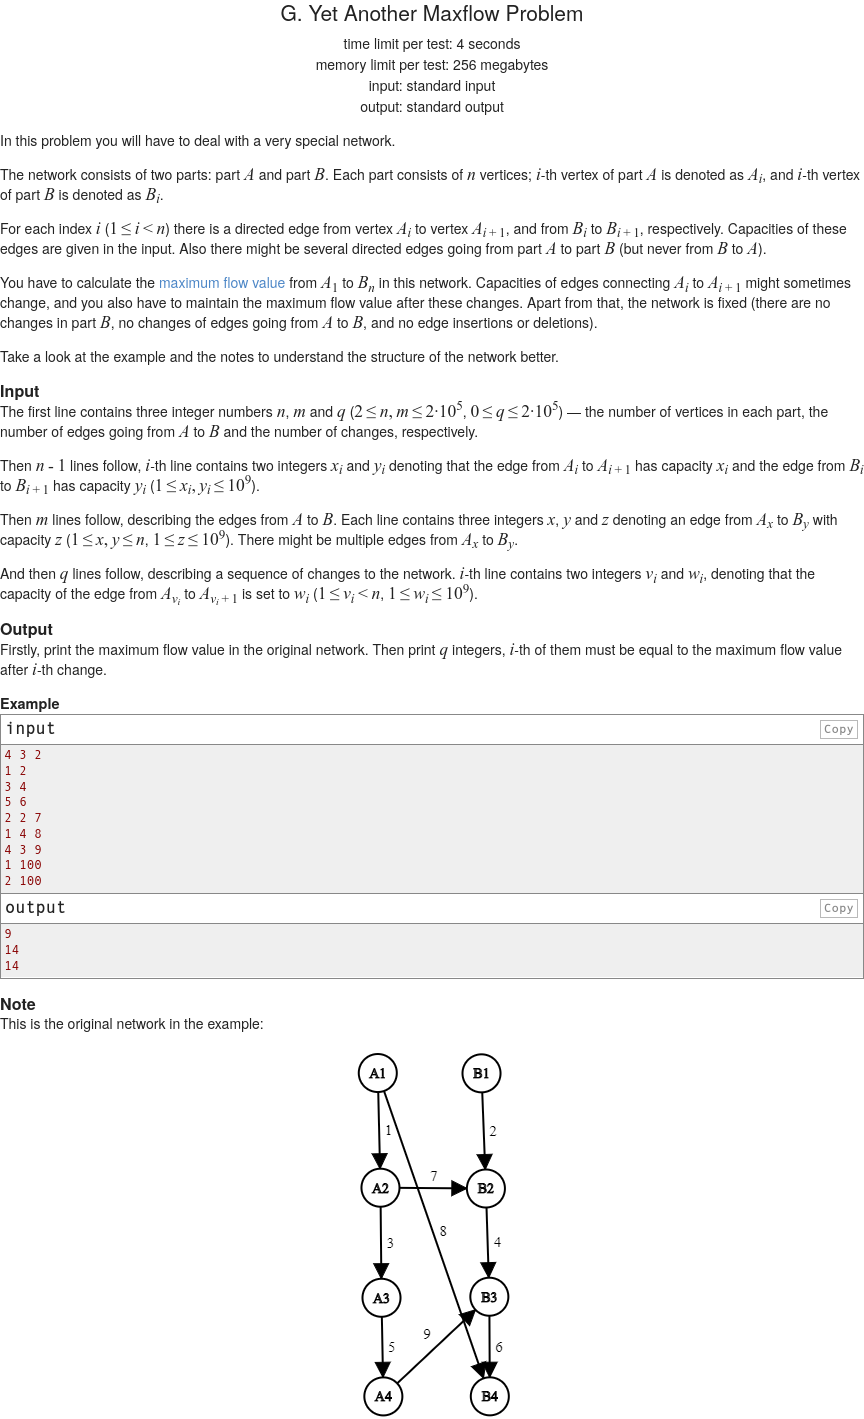 G. Yet Another Maxflow Problem
time limit per test: 4 seconds
memory limit per test: 256 megabytes
input: standard input
output: standard output
In this problem you will have to deal with a very special network.
The network consists of two parts: part A and part B. Each part consists of n vertices; i-th vertex of part A is denoted as A_i, and i-th vertex
of part B is denoted as B_i.
For each index i (1 ≤ i < n) there is a directed edge from vertex A_i to vertex A_{i + 1}, and from B_i to B_{i + 1}, respectively. Capacities of these
edges are given in the input. Also there might be several directed edges going from part A to part B (but never from B to A).
You have to calculate the maximum flow value from A_1 to B_n in this network. Capacities of edges connecting A_i to A_{i + 1} might sometimes
change, and you also have to maintain the maximum flow value after these changes. Apart from that, the network is fixed (there are no
changes in part B, no changes of edges going from A to B, and no edge insertions or deletions).
Take a look at the example and the notes to understand the structure of the network better.
Input
The first line contains three integer numbers n, m and q (2 ≤ n, m ≤ 2·10^5, 0 ≤ q ≤ 2·10^5) — the number of vertices in each part, the
number of edges going from A to B and the number of changes, respectively.
Then n - 1 lines follow, i-th line contains two integers x_i and y_i denoting that the edge from A_i to A_{i + 1} has capacity x_i and the edge from B_i
to B_{i + 1} has capacity y_i (1 ≤ x_i, y_i ≤ 10^9).
Then m lines follow, describing the edges from A to B. Each line contains three integers x, y and z denoting an edge from A_x to B_y with
capacity z (1 ≤ x, y ≤ n, 1 ≤ z ≤ 10^9). There might be multiple edges from A_x to B_y.
And then q lines follow, describing a sequence of changes to the network. i-th line contains two integers v_i and w_i, denoting that the
capacity of the edge from A_{v_i} to A_{v_i + 1} is set to w_i (1 ≤ v_i < n, 1 ≤ w_i ≤ 10^9).
Output
Firstly, print the maximum flow value in the original network. Then print q integers, i-th of them must be equal to the maximum flow value
after i-th change.
Example
input
Copy
4 3 2
1 2
3 4
5 6
2 2 7
1 4 8
4 3 9
1 100
2 100
output
Copy
9
14
14
Note
This is the original network in the example:
A1 B1
1 2
7
A2 B2
8
3 4
A3 B3
9
5 6
A4 B4